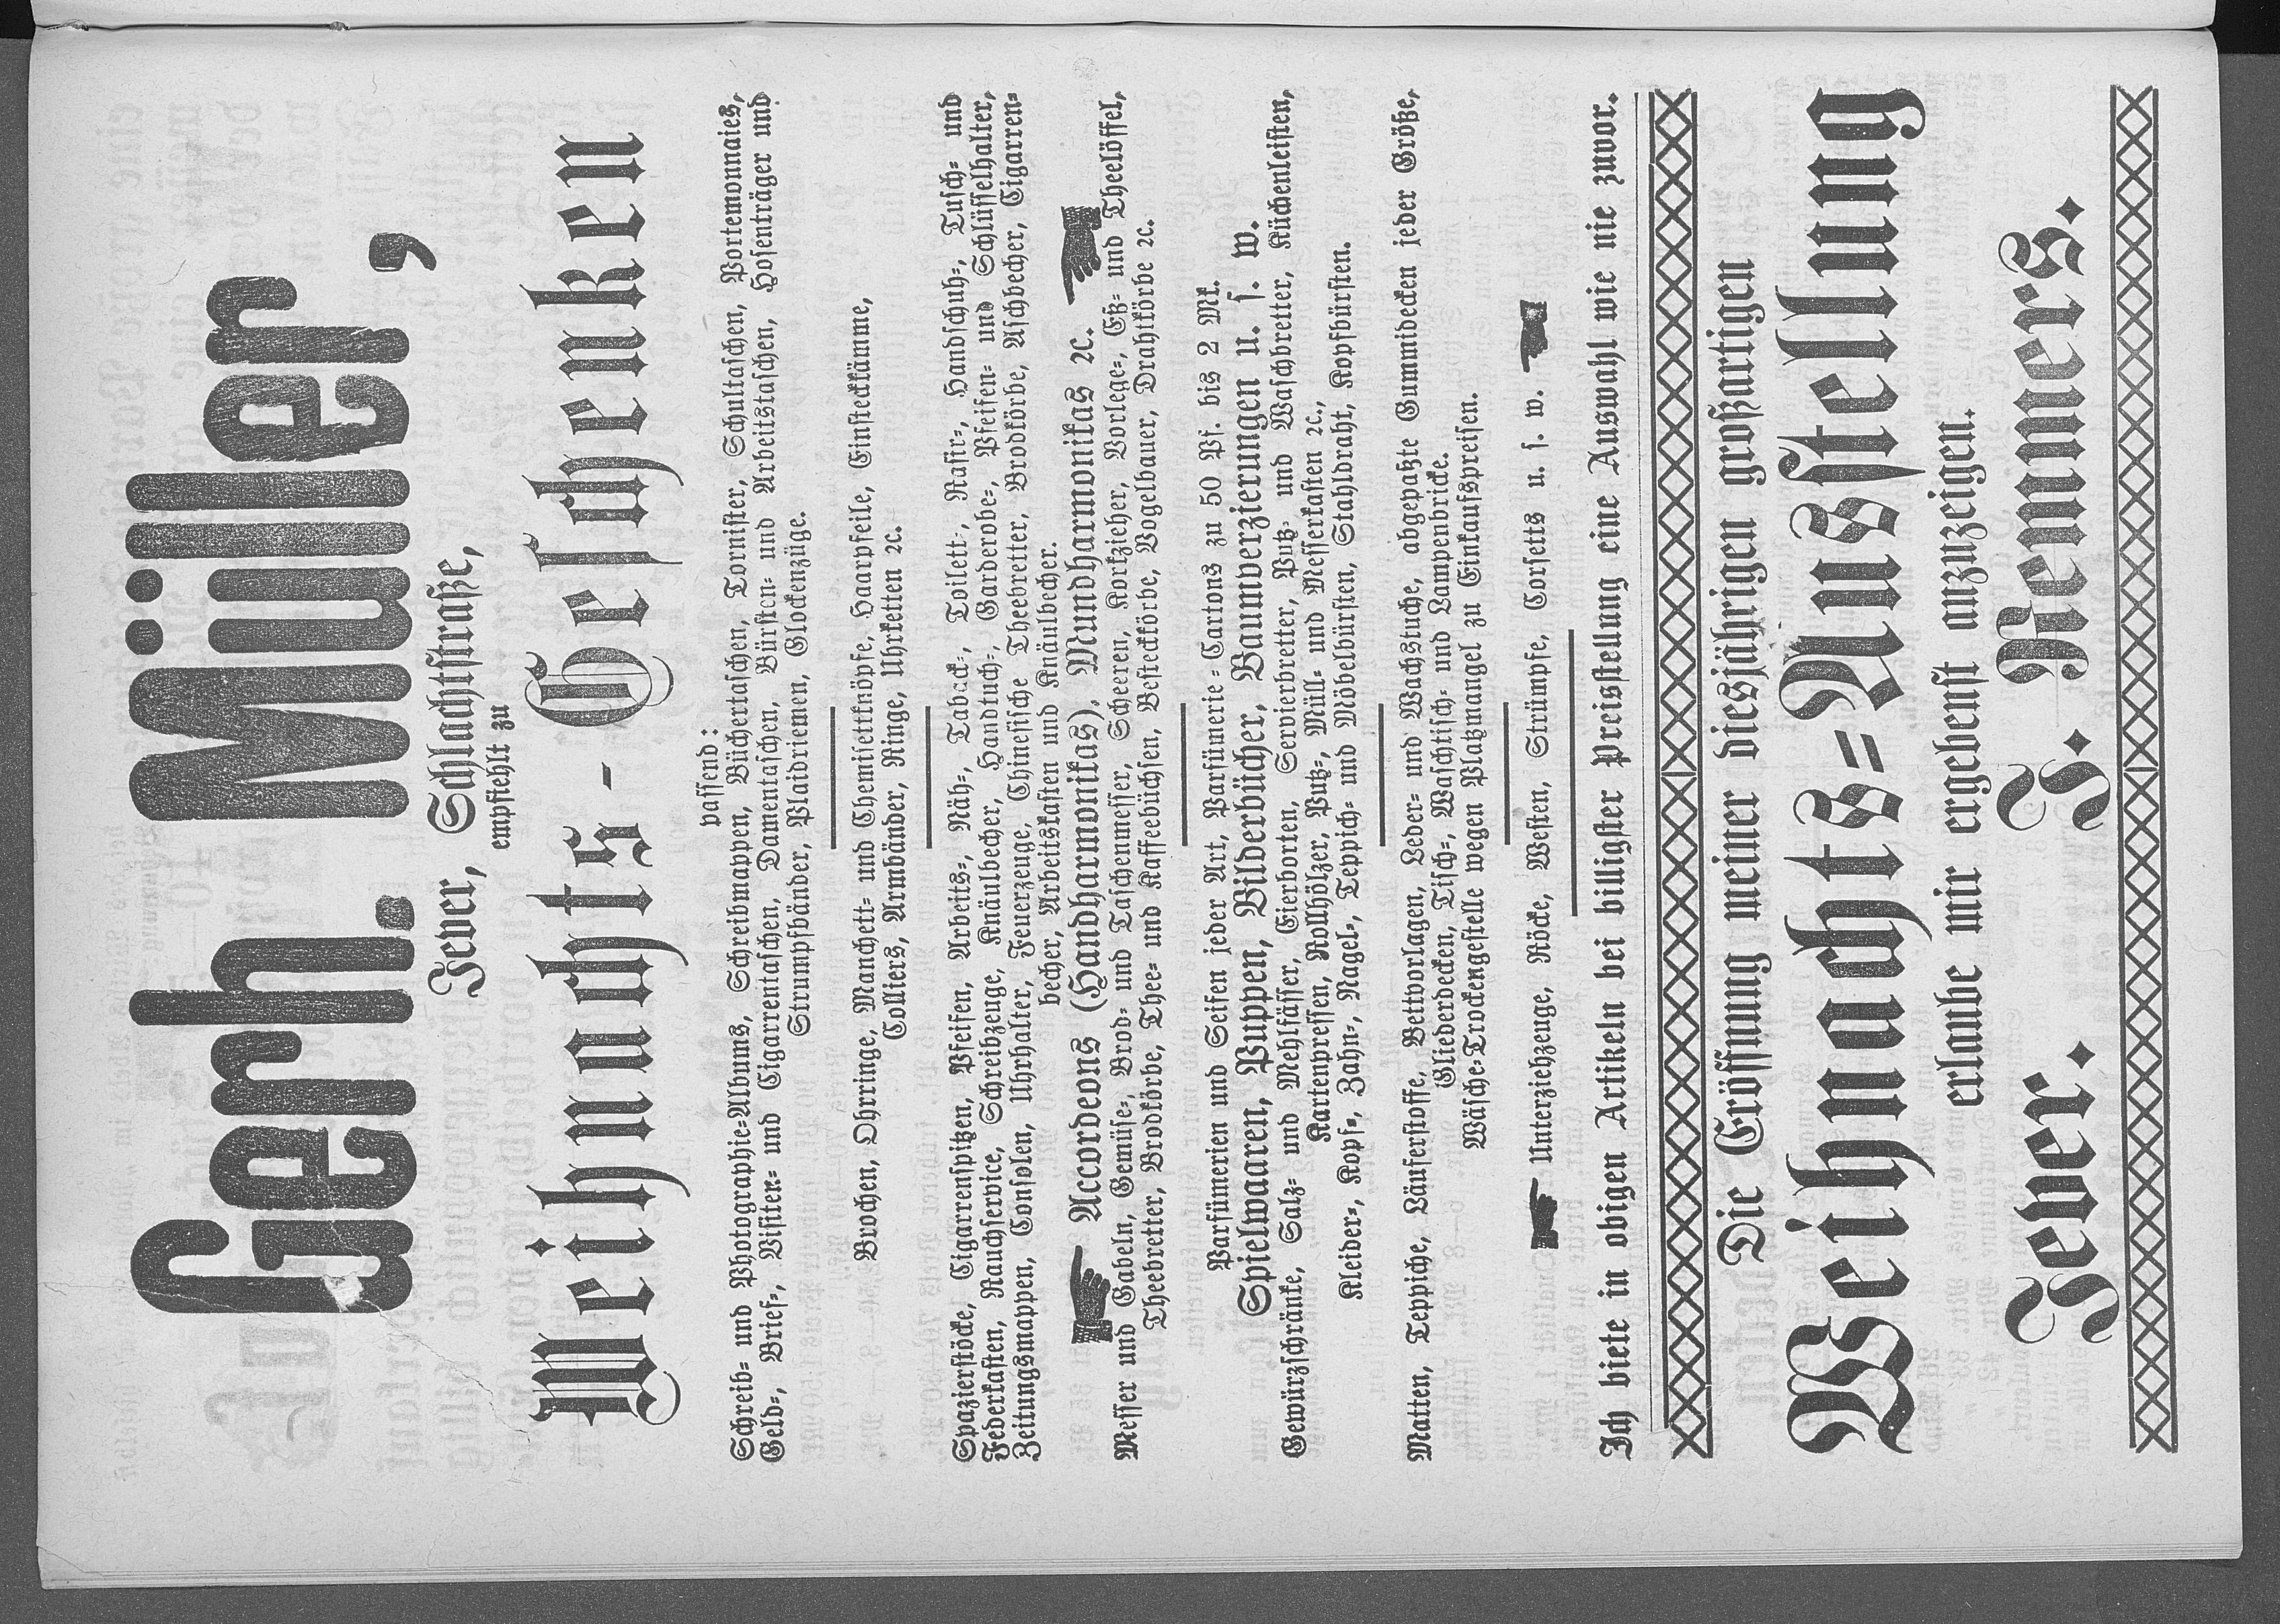 Gerh. Müller,
Jever, Schlachtstraße,
empfiehlt zu
Weihnachts-Geschenken
passend:
Schreib- und Photographie-Albums, Schreibmappen, Büchertaschen, Tornister, Schultaschen, Portemonnaies,
Geld-, Brief-, Visiten- und Cigarrentaschen, Damentaschen, Bürsten- und Arbeitstaschen, Hosenträger und
Strumpfbänder, Plaidriemen, Glockenzüge.
Brochen, Ohrringe, Manchett- und Chemisettknöpfe, Haarpfeile, Einsteckkämme,
Colliers, Armbänder, Ringe, Uhrketten ꝛc.
Spazierstöcke, Cigarrenspitzen, Pfeifen, Arbeits-, Näh-, Taback-, Toilett-, Rasir-, Handschuh-, Tusch- und
Federkasten, Rauchservice, Schreibzeuge, Knäulbecher, Handtuch-, Garderobe-, Pfeifen- und Schlüsselhalter,
Zeitungsmappen, Consolen, Uhrhalter, Feuerzeuge, Chinesische Theebretter, Brodkörbe, Aschbecher, Cigarren-
becher, Arbeitskasten und Knäulbecher.
☛ Accordeons (Handharmonikas), Mundharmonikas ꝛc. ☚
Messer und Gabeln, Gemüse-, Brod- und Taschenmesser, Scheeren, Korkzieher, Vorlege-, Eß- und Theelöffel,
Theebretter, Brodkörbe, Thee- und Kaffeebüchsen, Besteckkörbe, Vogelbauer, Drahtkörbe ꝛc.
Parfümerien und Seifen jeder Art, Parfümerie-Cartons zu 50 Pf. bis 2 Mk.
Spielwaaren, Puppen, Bilderbücher, Baumverzierungen u. s. w.
Gewürzschränke, Salz- und Mehlfässer, Eierborten, Servierbretter, Putz- und Waschbretter, Küchenleisten,
Kartenpressen, Rollhölzer, Putz-, Müll- und Messerkasten ꝛc.,
Kleider-, Kopf-, Zahn-, Nagel-, Teppich- und Möbelbürsten, Stahldraht, Kopfbürsten.
Matten, Teppiche, Läuferstoffe, Bettvorlagen, Leder- und Wachstuche, abgepaßte Gummidecken jeder Größe,
Gliederdecken, Tisch-, Waschtisch- und Lampenbricke.
Wäsche-Trockengestelle wegen Platzmangel zu Einkaufspreisen.
☛ Unterziehzeuge, Röcke, Westen, Strümpfe, Corsetts u. s. w. ☚
Ich biete in obigen Artikeln bei billigster Preisstellung eine Auswahl wie nie zuvor.
Die Eröffnung meiner diesjährigen großartigen
Weihnachts-Ausstellung
erlaube mir ergebenst anzuzeigen.
Jever. J. Remmers.